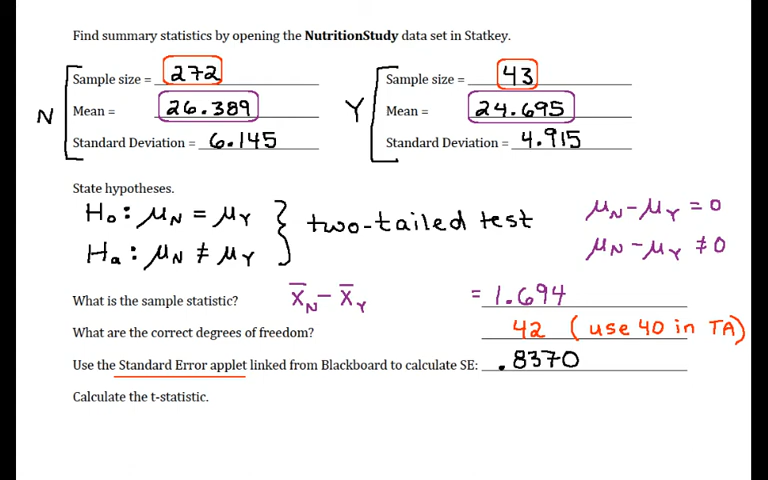 Find summary statistics by opening the NutritionStudy data set in Statkey.
N
Sample size = 272
Mean = 26.389
Standard Deviation = 6.145
Y
Sample size = 43
Mean = 24.695
Standard Deviation = 4.915
State hypotheses.
H₀ : μN = μY
Hₐ : μN ≠ μY
two-tailed test
μN - μY = 0
μN - μY ≠ 0
What is the sample statistic? x̄N - x̄Y = 1.694
What are the correct degrees of freedom? 42 (use 40 in TA)
Use the Standard Error applet linked from Blackboard to calculate SE: .8370
Calculate the t-statistic.